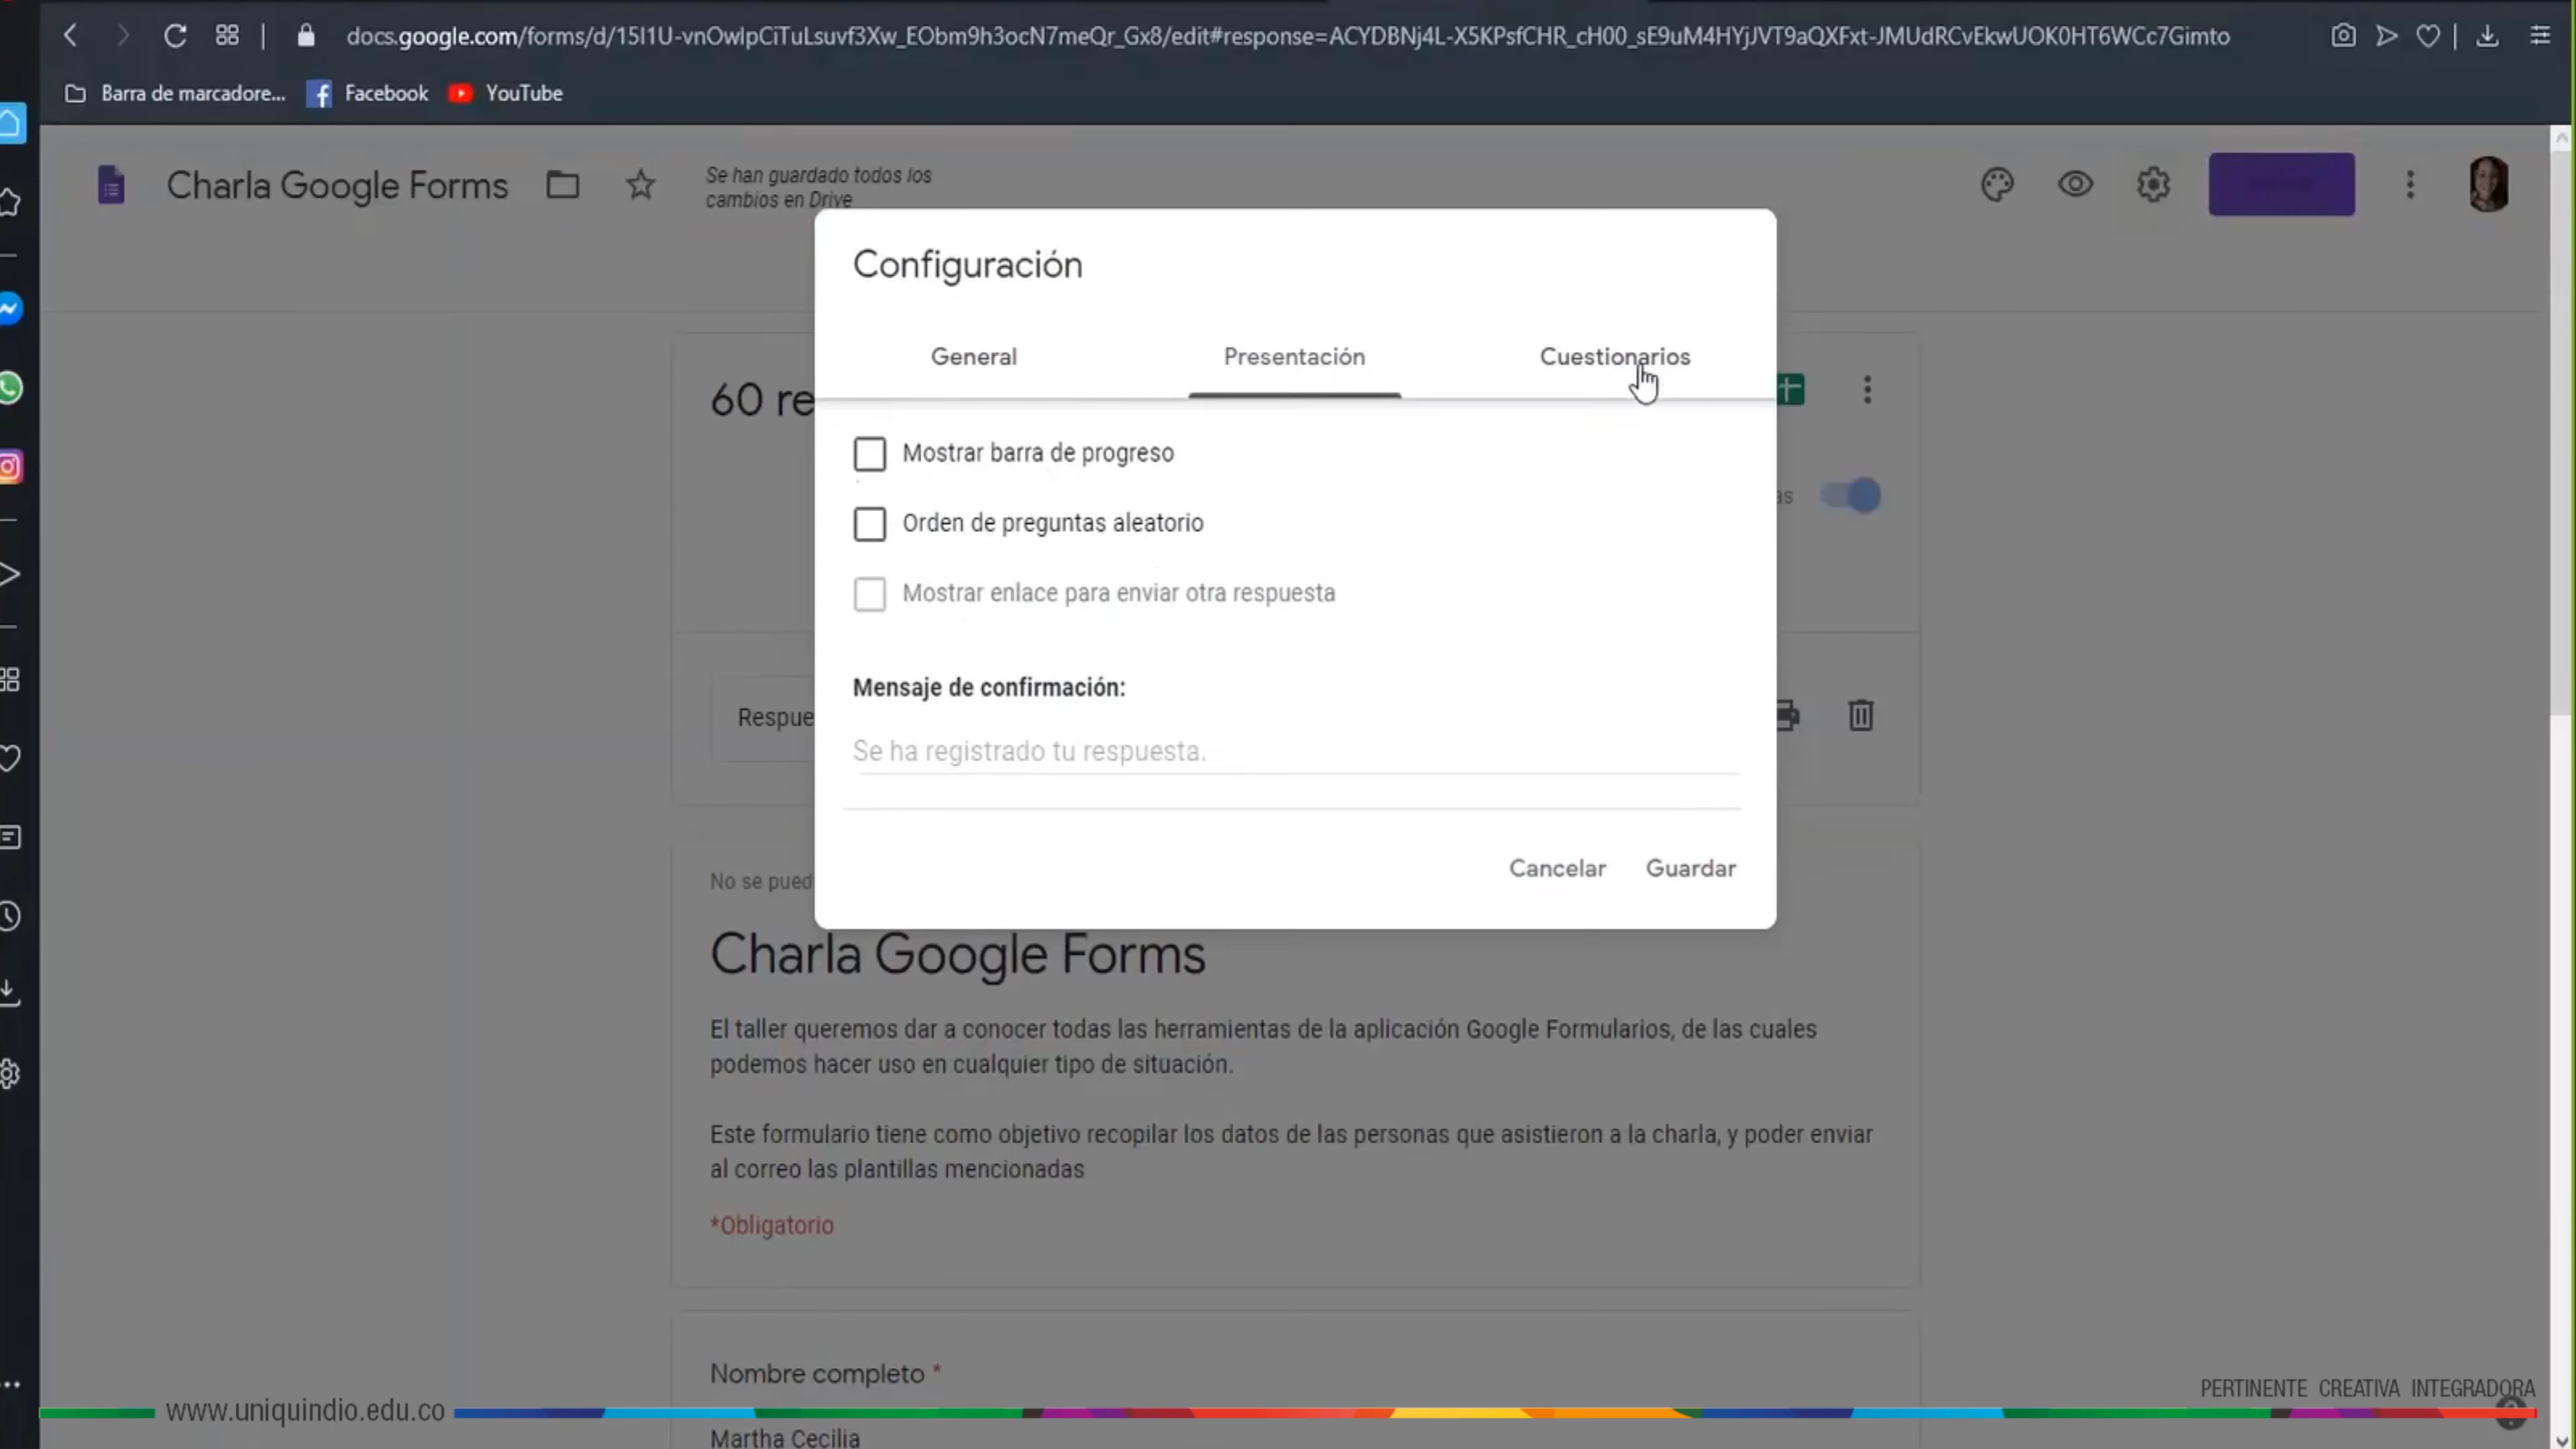 docs.google.com/forms/d/15I1U-vnOwlpCiTuLsuvf3Xw_EObm9h3ocN7meQr_Gx8/edit#response=ACYDBNj4L-X5KPsfCHR_cH00_sE9uM4HYjJVT9aQXFxt-JMUdRCvEkwUOK0HT6WCc7Gimto
Barra de marcadore... Facebook YouTube
Charla Google Forms
Se han guardado todos los
cambios en Drive
Configuración
General Presentación Cuestionarios
60 re
Mostrar barra de progreso
as
Orden de preguntas aleatorio
Mostrar enlace para enviar otra respuesta
Mensaje de confirmación:
Respue
Se ha registrado tu respuesta.
Cancelar Guardar
No se pued
Charla Google Forms
El taller queremos dar a conocer todas las herramientas de la aplicación Google Formularios, de las cuales
podemos hacer uso en cualquier tipo de situación.
Este formulario tiene como objetivo recopilar los datos de las personas que asistieron a la charla, y poder enviar
al correo las plantillas mencionadas
*Obligatorio
Nombre completo *
PERTINENTE CREATIVA INTEGRADORA
www.uniquindio.edu.co
Martha Cecilia